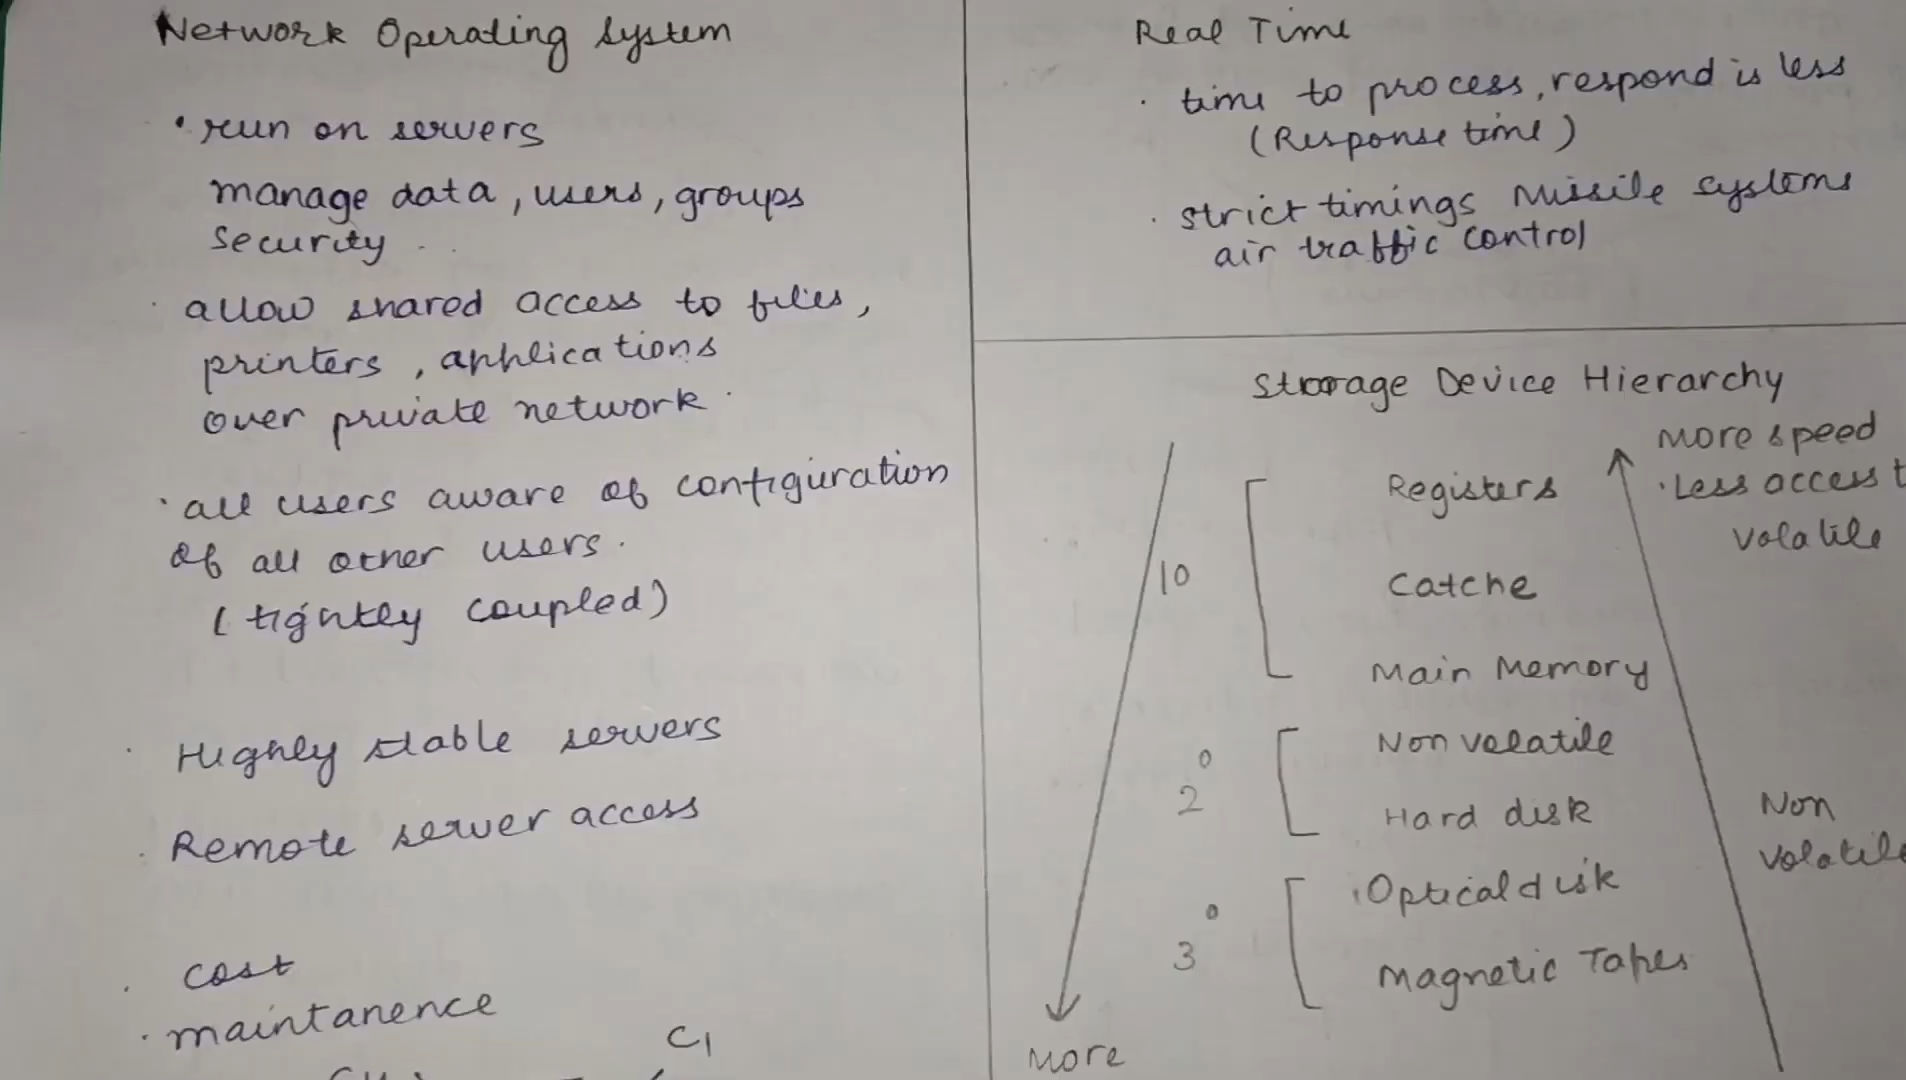 Network Operating System
• run on servers
manage data, users, groups
security
· allow shared access to files,
printers, applications
over private network.
· all users aware of configuration
of all other users.
(tightly coupled)
· Highly stable servers
· Remote server access
· cost
· maintanence
C1
Real Time
· time to process, respond is less
(Response time)
· strict timings Missile systems
air traffic control
Storage Device Hierarchy
More speed
Registers
· Less access t
volatile
10
Catche
Main Memory
Non volatile
2°
Hard disk
Non
volatile
Optical disk
3°
Magnetic Tapes
More